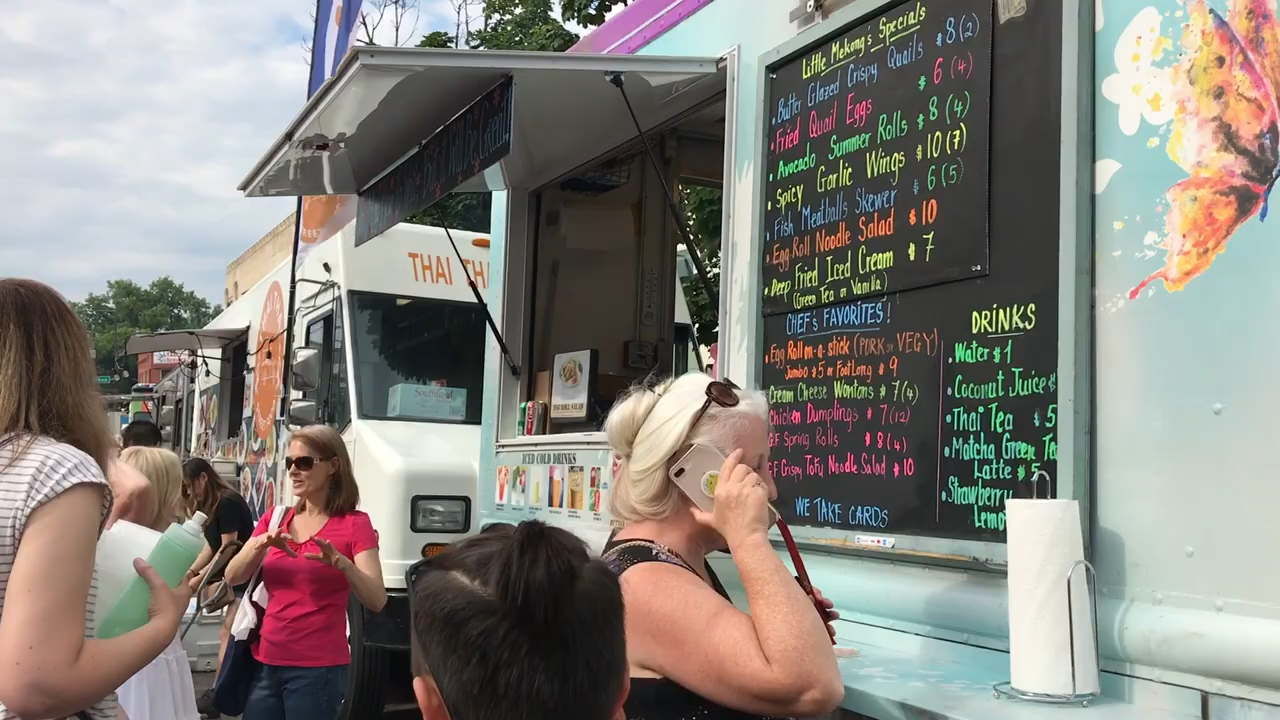 Little Mekong's Specials
• Butter Glazed Crispy Quails $8(2)
• Fried Quail Eggs $6(4)
• Avocado Summer Rolls $8(4)
• Spicy Garlic Wings $10(7)
• Fish Meatballs Skewer $6(5)
• Egg Roll Noodle Salad $10
• Deep Fried Iced Cream $7
(Green Tea or Vanilla)
CHEF'S FAVORITES!
• Egg Roll on-a-stick (PORK or VEGY)
Jumbo $5 or FootLong $9
Cream Cheese Wontons $7(4)
Chicken Dumplings $7(12)
GF Spring Rolls $8(4)
GF Crispy Tofu Noodle Salad $10
WE TAKE CARDS
DRINKS
• Water $1
• Coconut Juice $
• Thai Tea $5
• Matcha Green Te
Latte $5
• Strawberry
Lemo
THAI TH
ICED COLD DRINKS
EGG ROLL SALAD